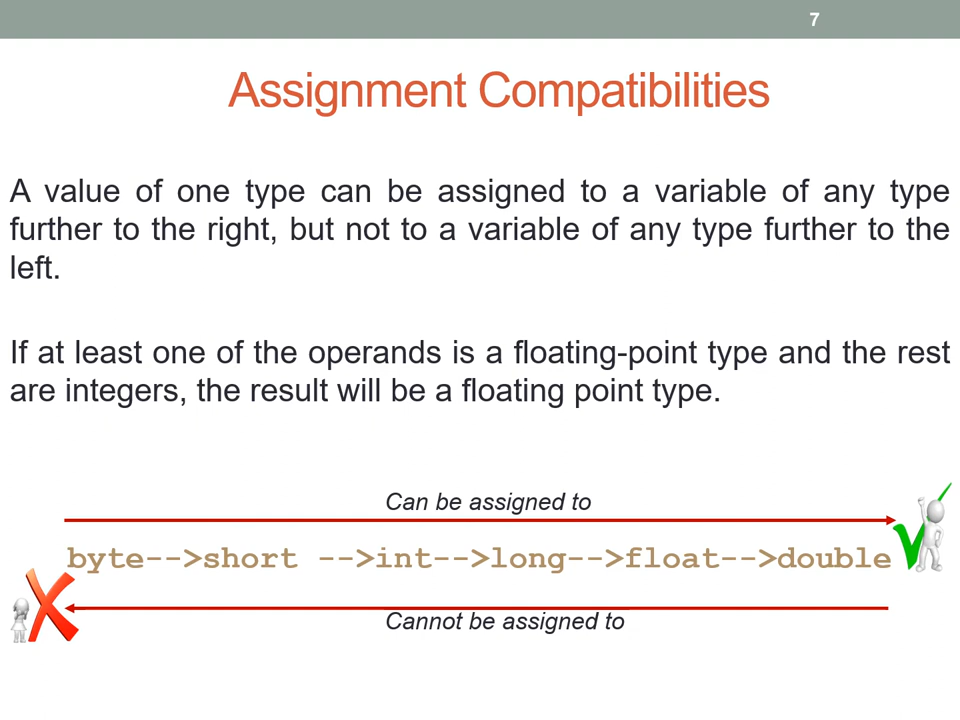 7
Assignment Compatibilities
A value of one type can be assigned to a variable of any type
further to the right, but not to a variable of any type further to the
left.
If at least one of the operands is a floating-point type and the rest
are integers, the result will be a floating point type.
Can be assigned to
byte-->short -->int-->long-->float-->double
Cannot be assigned to